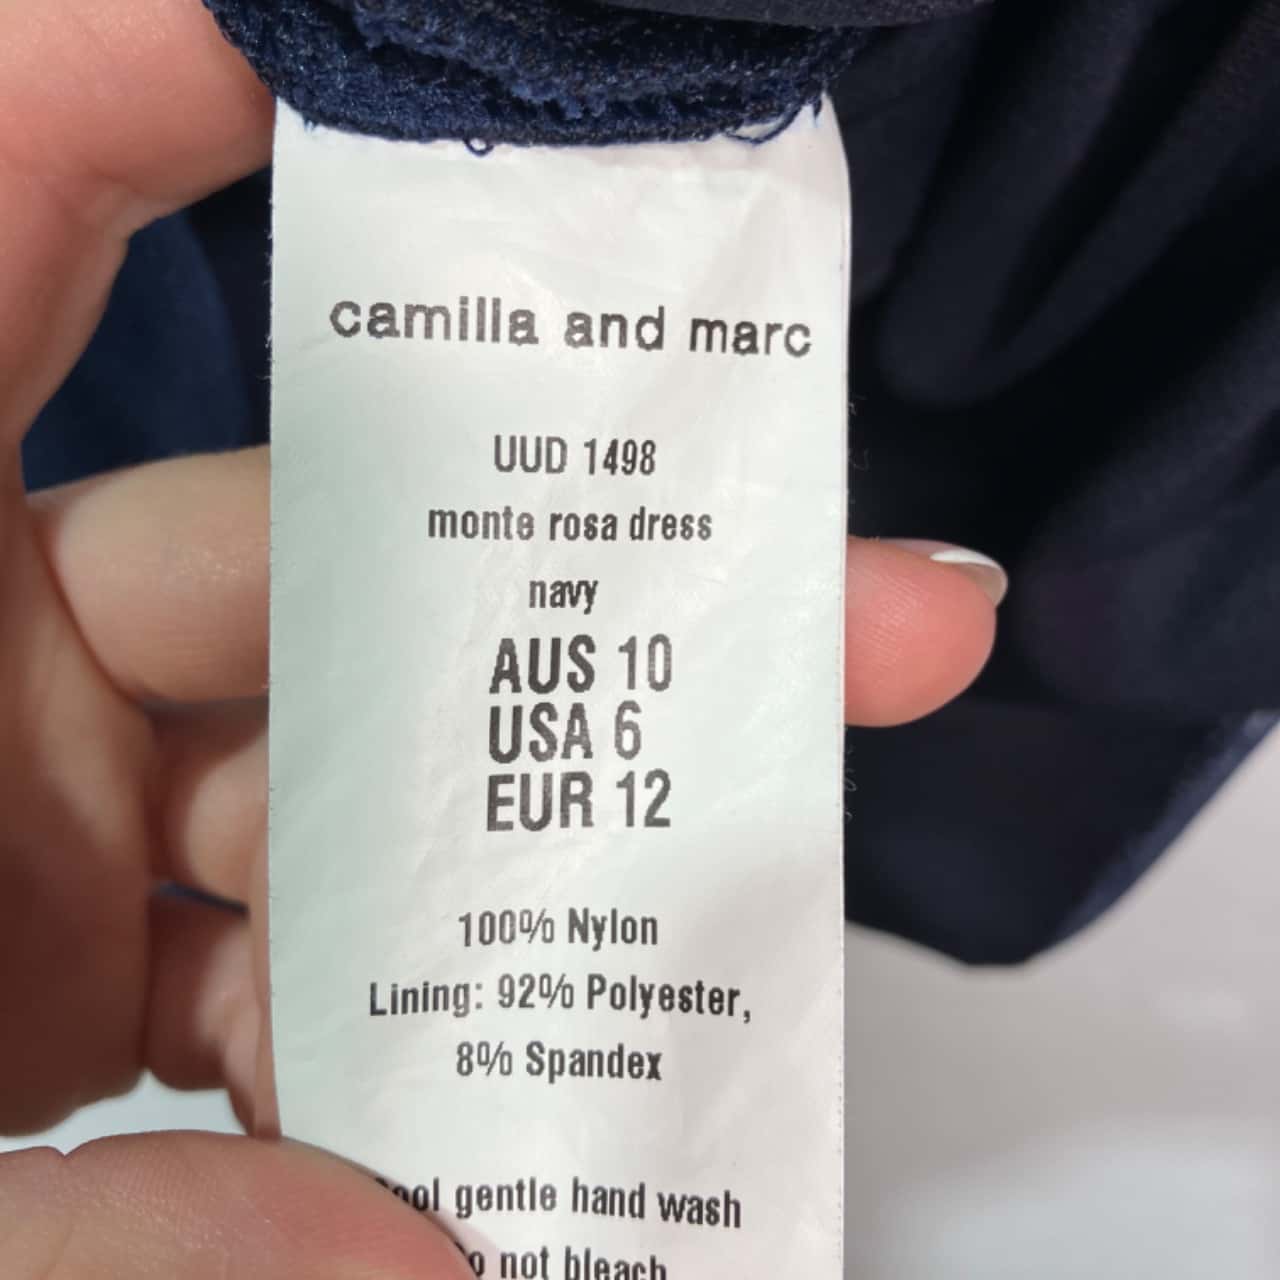 camilla and marc
UUD 1498
monte rosa dress
navy
AUS 10
USA 6
EUR 12
100% Nylon
Lining: 92% Polyester,
8% Spandex
gentle hand wash
not bleach